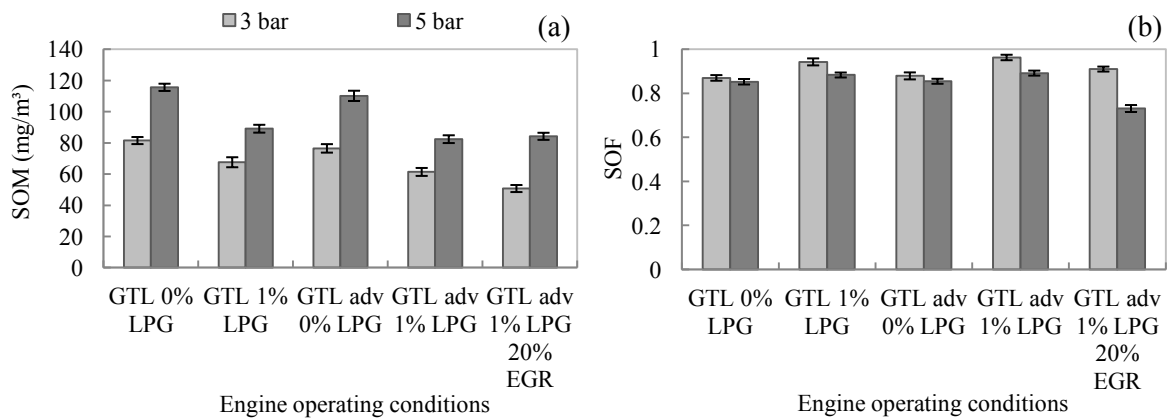 3 bar
5 bar
(a)
140
120
100
80
60
40
20
0
SOM (mg/m³)
GTL 0%
LPG
GTL 1%
LPG
GTL adv
0% LPG
GTL adv
1% LPG
GTL adv
1% LPG
20%
EGR
Engine operating conditions
(b)
1
0.8
0.6
0.4
0.2
0
SOF
GTL 0%
LPG
GTL 1%
LPG
GTL adv
0% LPG
GTL adv
1% LPG
GTL adv
1% LPG
20%
EGR
Engine operating conditions